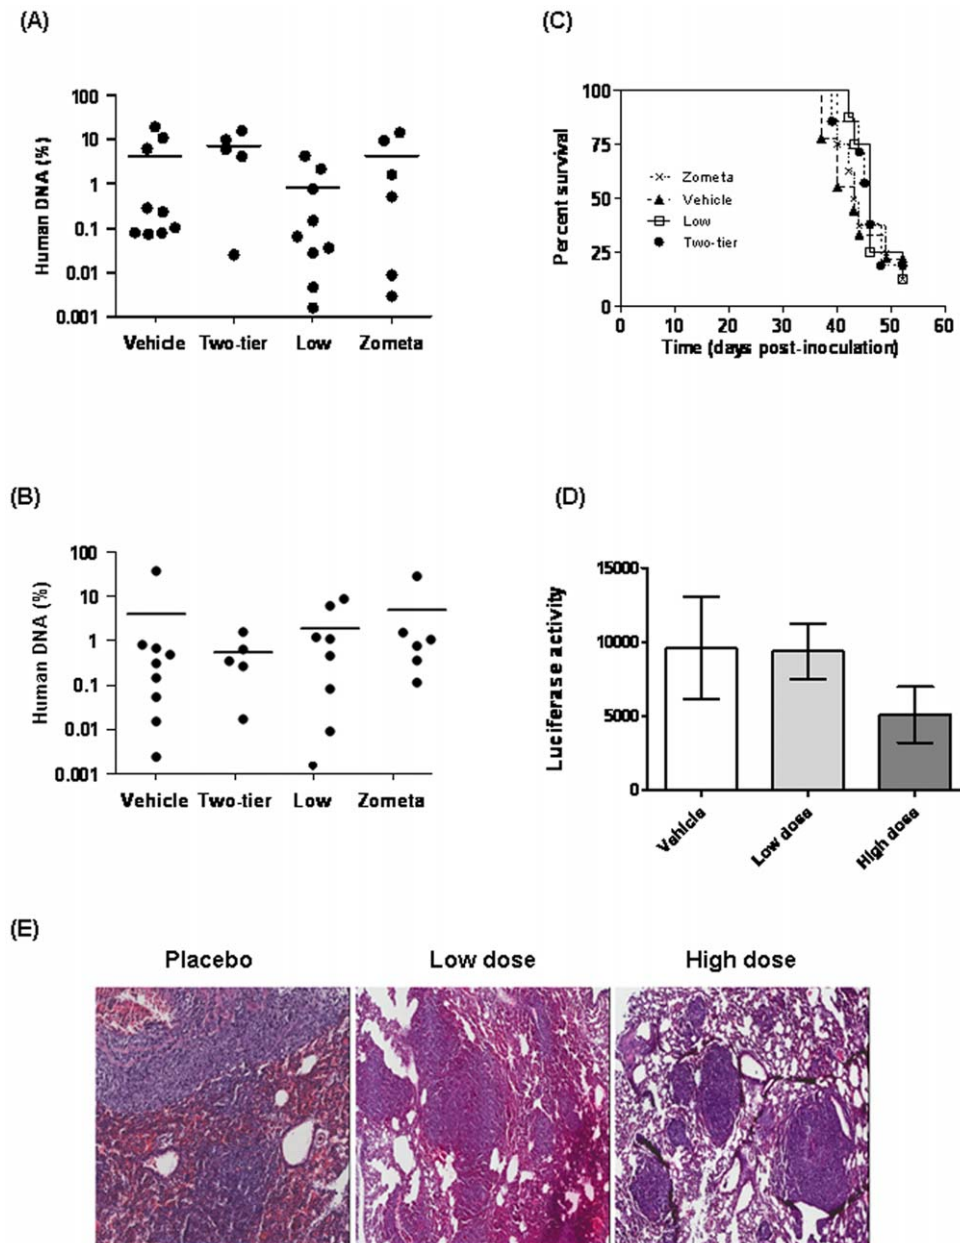 (A)
Human DNA (%)
100
10
1
0.1
0.01
0.001
Vehicle Two-tier Low Zometa
(C)
Percent survival
100
75
50
25
0
Zometa
Vehicle
Low
Two-tier
0 10 20 30 40 50 60
Time (days post-inoculation)
(B)
Human DNA (%)
100
10
1
0.1
0.01
0.001
Vehicle Two-tier Low Zometa
(D)
Luciferase activity
15000
10000
5000
0
Vehicle
Low dose
High dose
(E)
Placebo Low dose High dose